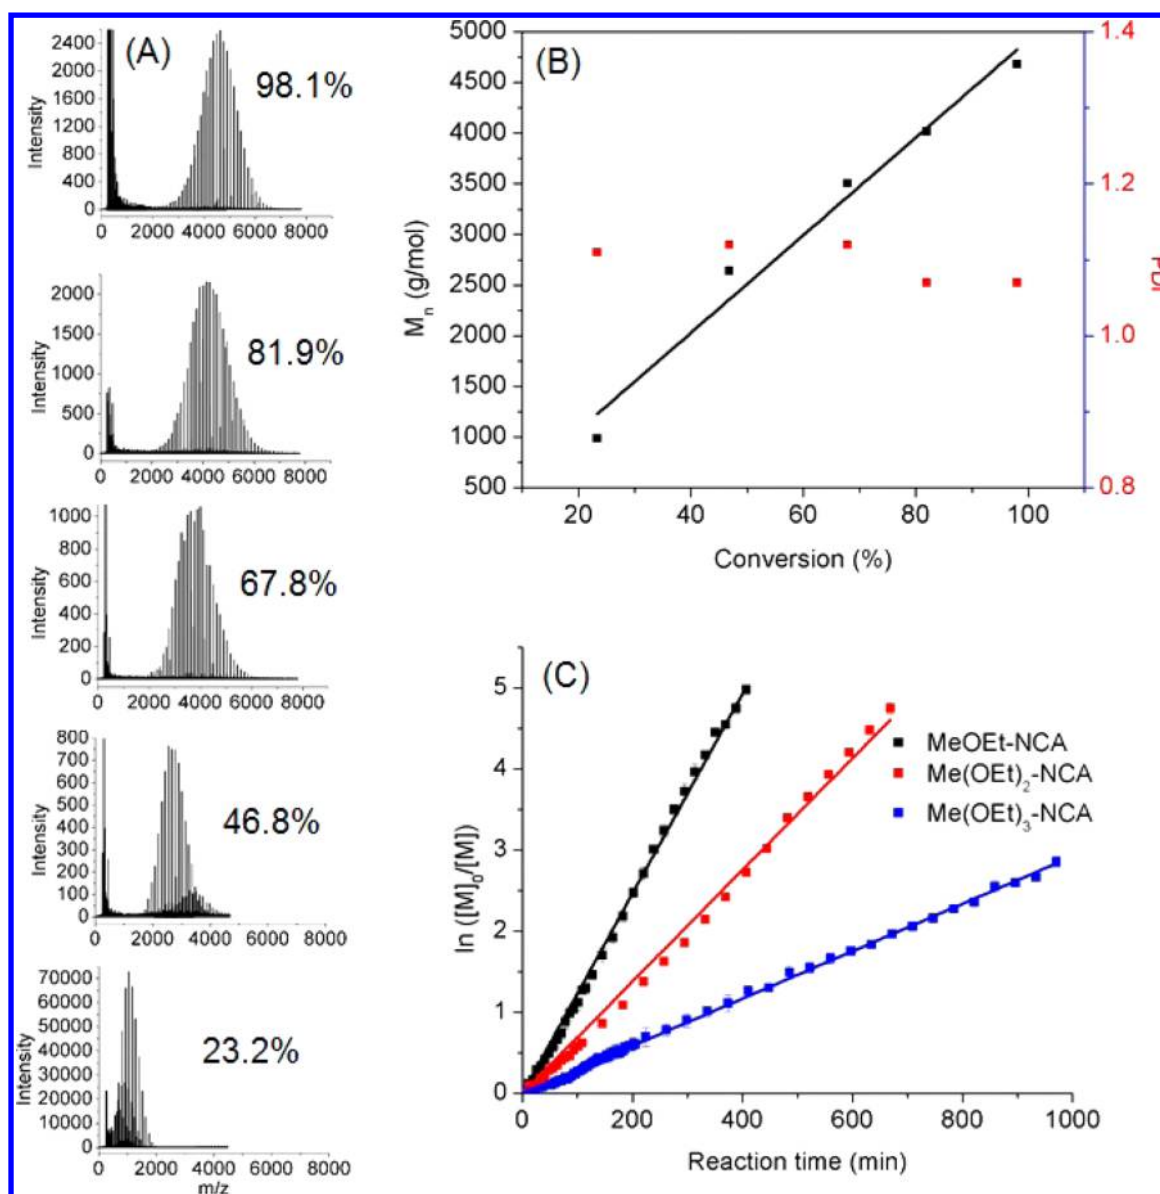 (A)
98.1%
Intensity
2400
2000
1600
1200
800
400
0
0 2000 4000 6000 8000
81.9%
Intensity
2000
1500
1000
500
0
0 2000 4000 6000 8000
67.8%
Intensity
1000
800
600
400
200
0
0 2000 4000 6000 8000
46.8%
Intensity
800
700
600
500
400
300
200
100
0
0 2000 4000 6000 8000
23.2%
Intensity
70000
60000
50000
40000
30000
20000
10000
0
0 2000 4000 6000 8000
m/z
(B)
Mn (g/mol)
5000
4500
4000
3500
3000
2500
2000
1500
1000
500
20 40 60 80 100
Conversion (%)
1.4
1.2
1.0
0.8
PDI
(C)
ln ([M]0/[M])
5
4
3
2
1
0
0 200 400 600 800 1000
Reaction time (min)
MeOEt-NCA
Me(OEt)2-NCA
Me(OEt)3-NCA